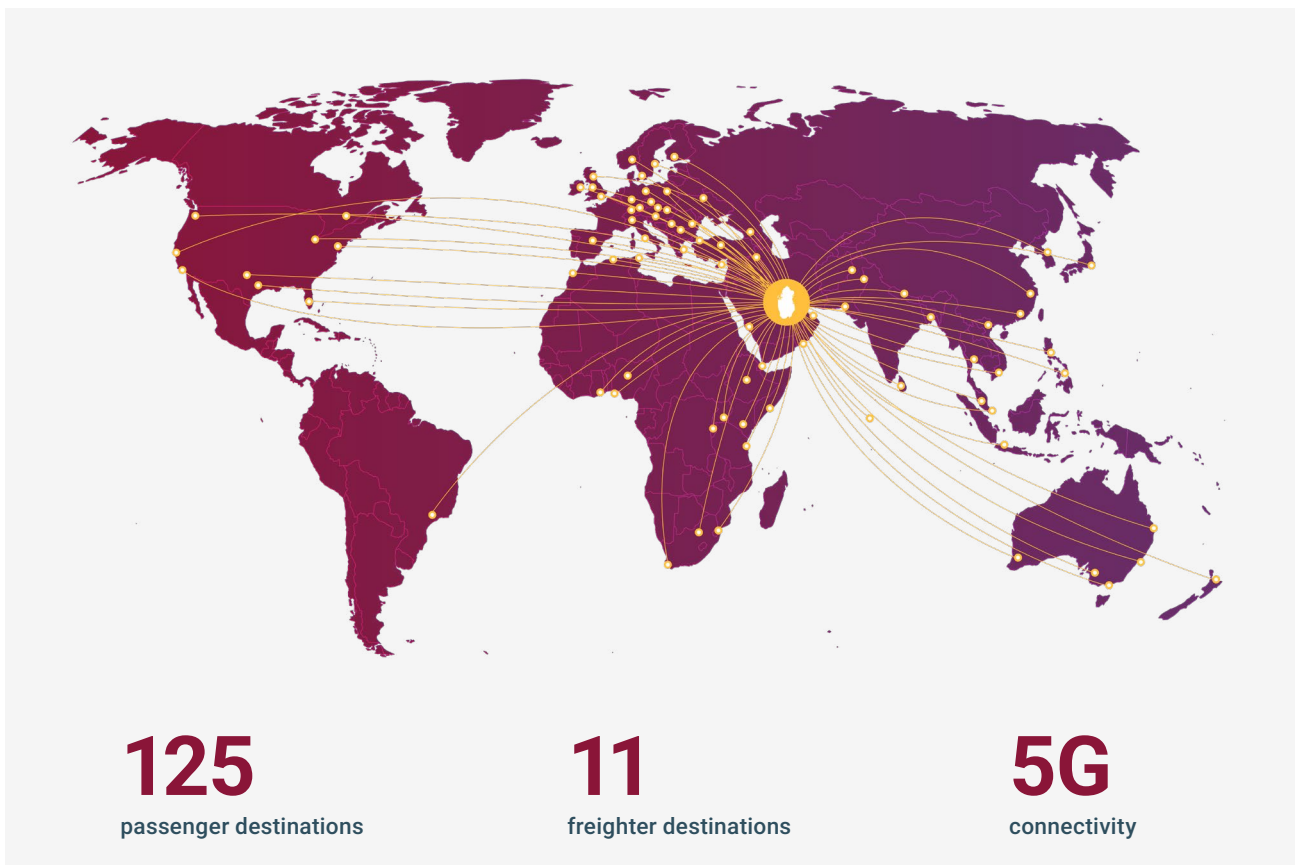 125
passenger destinations
11
freighter destinations
5G
connectivity